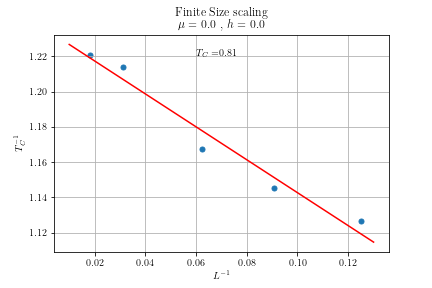 Finite Size scaling
μ = 0.0 , h = 0.0
T_C =0.81
1.22
1.20
1.18
1.16
1.14
1.12
T_C^{-1}
0.02 0.04 0.06 0.08 0.10 0.12
L^{-1}